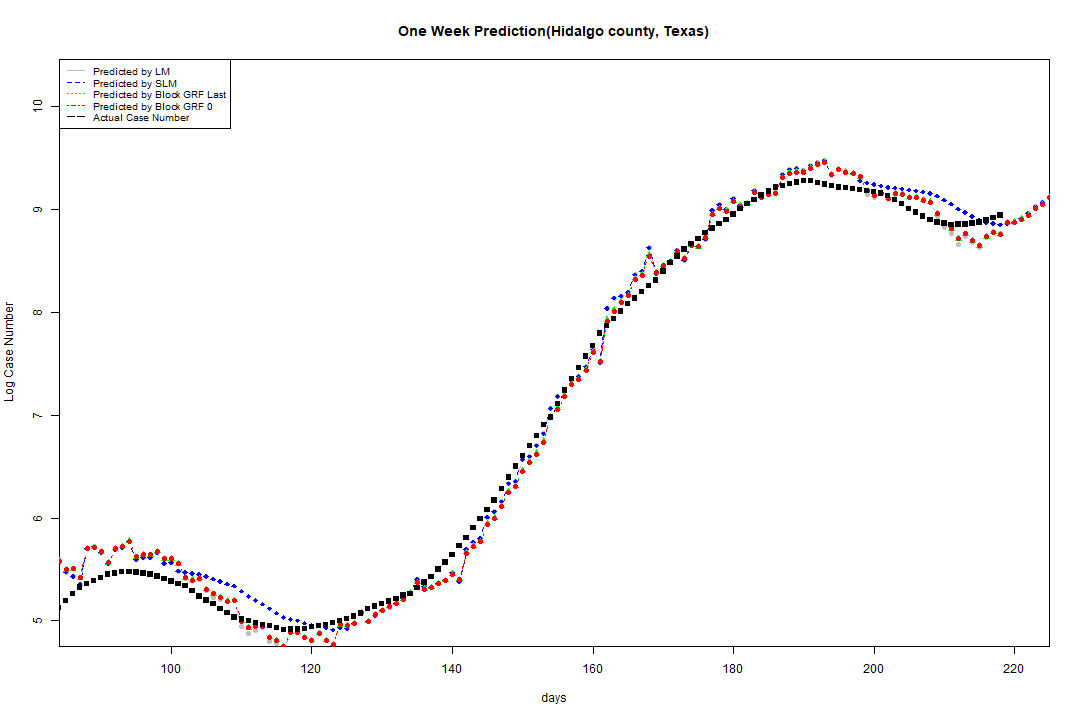 One Week Prediction(Hidalgo county, Texas)
Predicted by LM
Predicted by SLM
Predicted by Block GRF Last
Predicted by Block GRF 0
Actual Case Number
Log Case Number
10
9
8
7
6
5
100 120 140 160 180 200 220
days